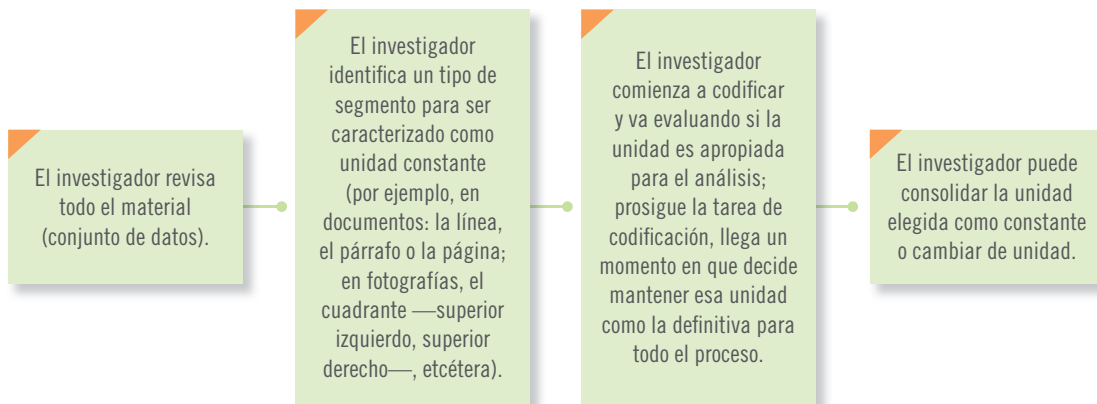 El investigador revisa
todo el material
(conjunto de datos).
El investigador
identifica un tipo de
segmento para ser
caracterizado como
unidad constante
(por ejemplo, en
documentos: la línea,
el párrafo o la página;
en fotografías, el
cuadrante —superior
izquierdo, superior
derecho—, etcétera).
El investigador
comienza a codificar
y va evaluando si la
unidad es apropiada
para el análisis;
prosigue la tarea de
codificación, llega un
momento en que decide
mantener esa unidad
como la definitiva para
todo el proceso.
El investigador puede
consolidar la unidad
elegida como constante
o cambiar de unidad.